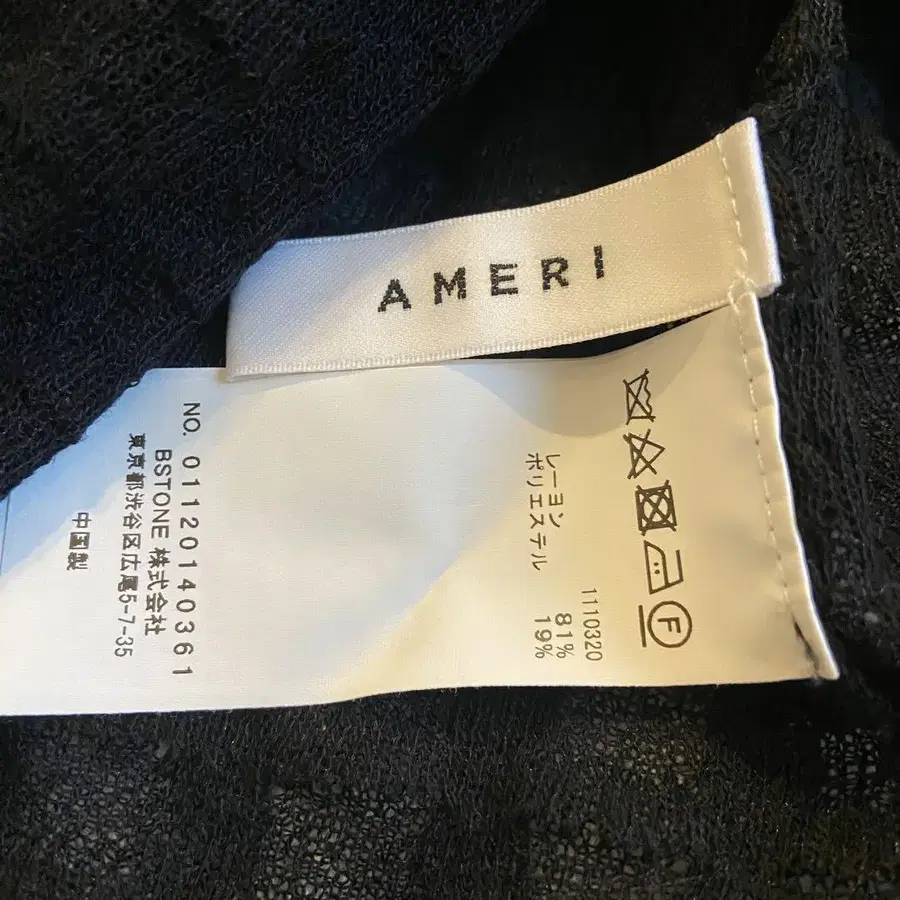 AMERI
1110320
レーヨン 81%
ポリエステル 19%
NO. 01120140361
BSTONE 株式会社
東京都渋谷区広尾5-7-35
中国製
F